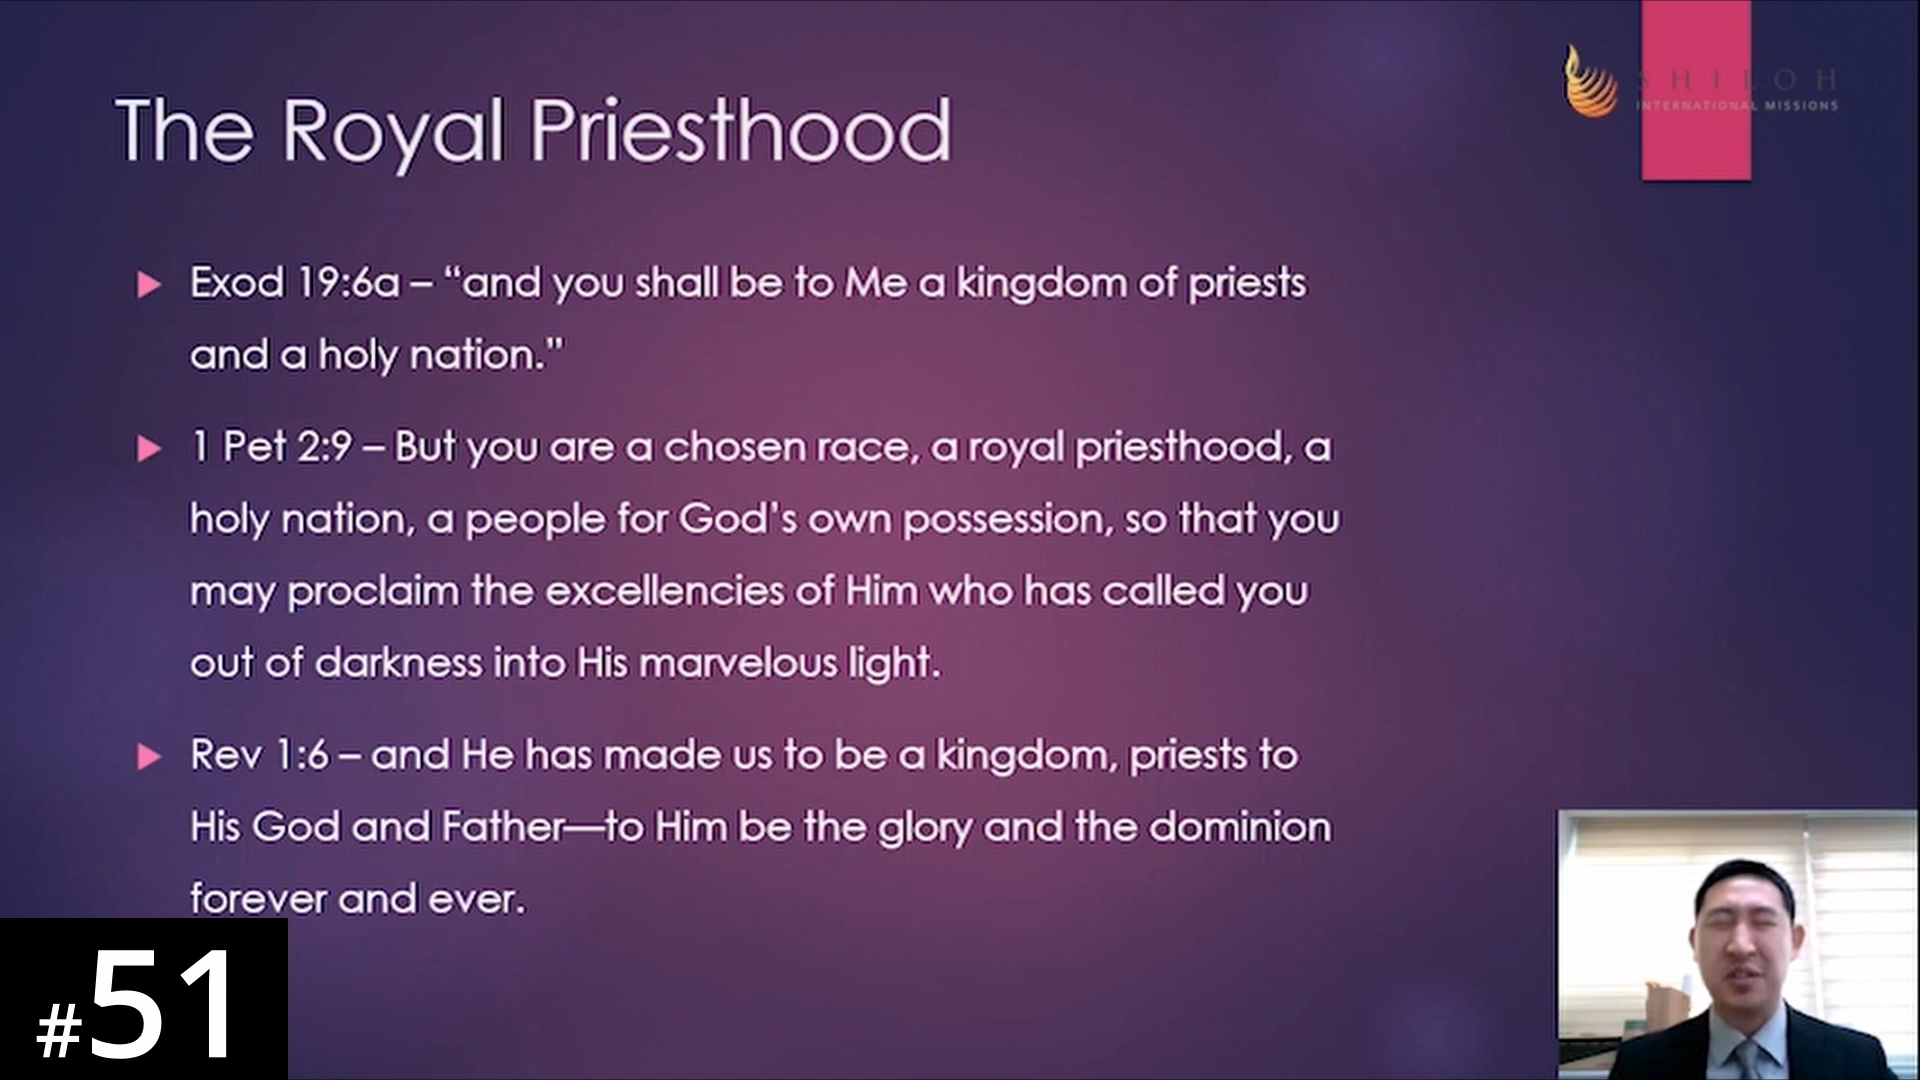 SHILOH
INTERNATIONAL MISSIONS
The Royal Priesthood
Exod 19:6a – “and you shall be to Me a kingdom of priests
and a holy nation.”
1 Pet 2:9 – But you are a chosen race, a royal priesthood, a
holy nation, a people for God’s own possession, so that you
may proclaim the excellencies of Him who has called you
out of darkness into His marvelous light.
Rev 1:6 – and He has made us to be a kingdom, priests to
His God and Father—to Him be the glory and the dominion
forever and ever.
#51